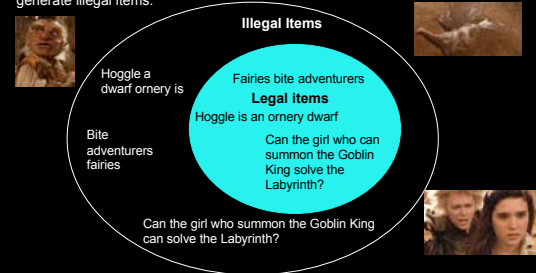 generate illegal items.
Illegal Items
Hoggle a
dwarf ornery is
Fairies bite adventurers
Legal items
Hoggle is an ornery dwarf
Bite
adventurers
fairies
Can the girl who can
summon the Goblin
King solve the
Labyrinth?
Can the girl who summon the Goblin King
can solve the Labyrinth?